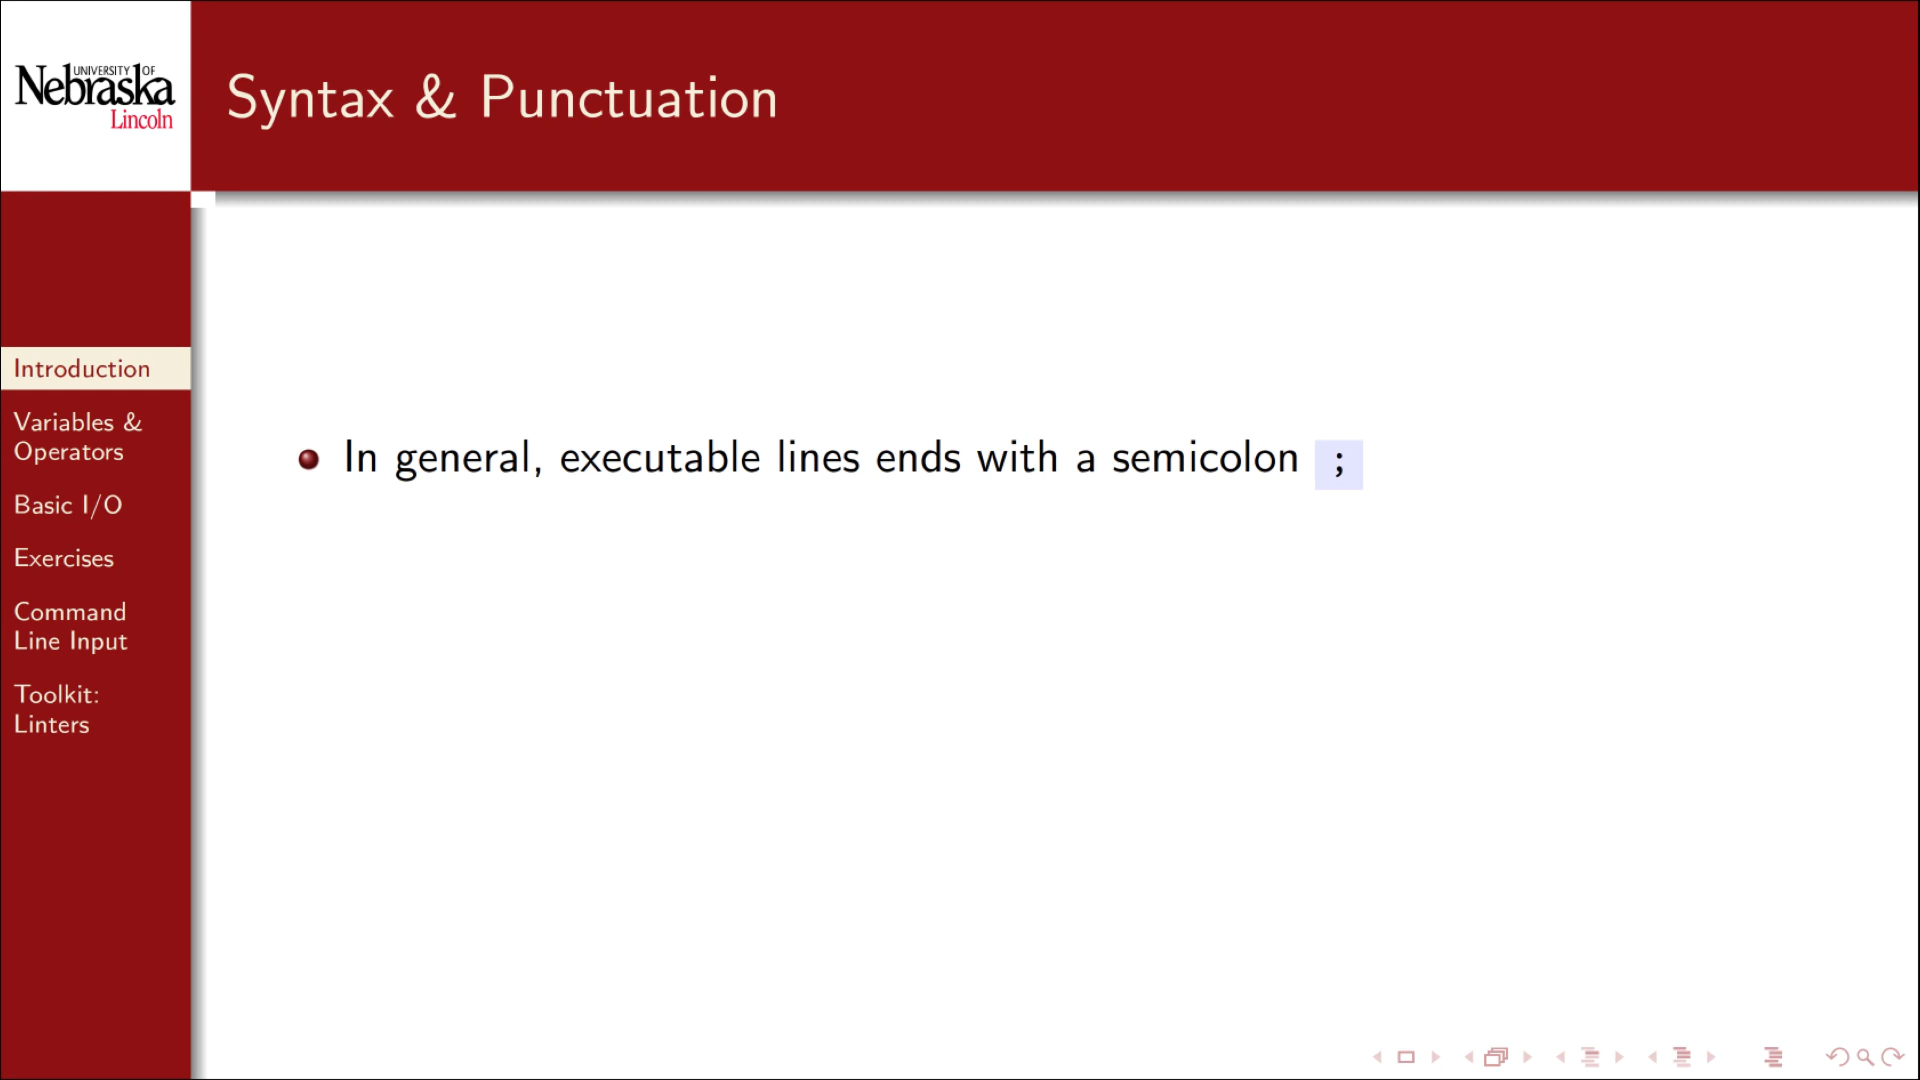 UNIVERSITY OF
Nebraska
Lincoln
Syntax & Punctuation
Introduction
Variables &
Operators
Basic I/O
Exercises
Command
Line Input
Toolkit:
Linters
In general, executable lines ends with a semicolon ;